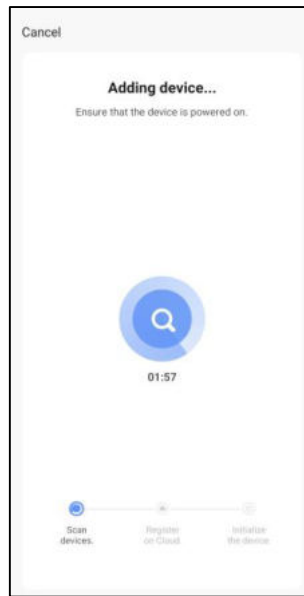 Cancel
Adding device...
Ensure that the device is powered on.
01:57
Scan
devices.
Register
on Cloud.
Initialize
the device.